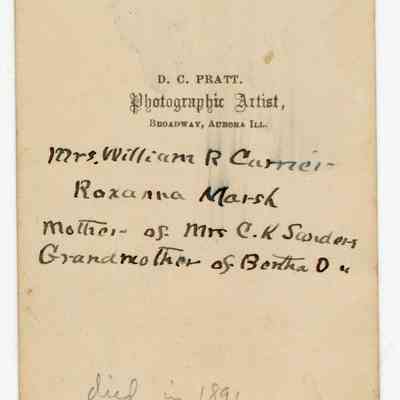 D. C. PRATT.
Photographic Artist,
BROADWAY, AURORA ILL.
Mrs. William R Currier
Roxanna Marsh
Mother of Mrs C. K Sanders
Grandmother of Bertha D "
died in 1891